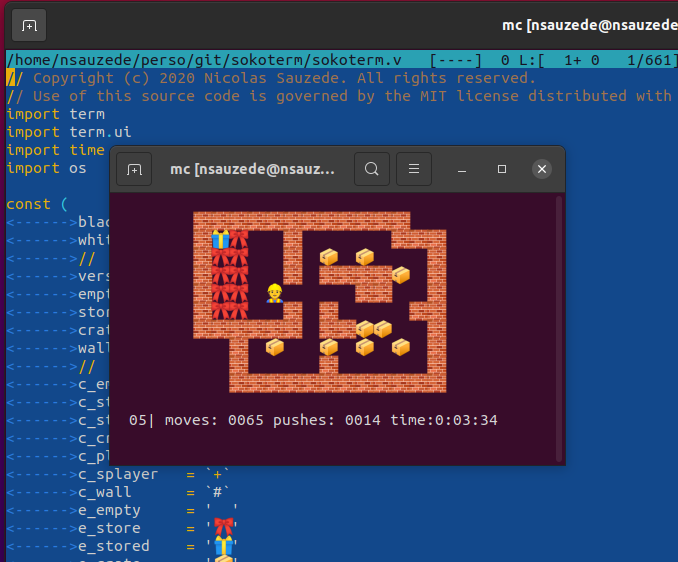 mc [nsauzede@nsauzede
/home/nsauzede/perso/git/sokoterm/sokoterm.v [----] 0 L:[ 1+ 0 1/661]
// Copyright (c) 2020 Nicolas Sauzede. All rights reserved.
// Use of this source code is governed by the MIT license distributed with
import term
import term.ui
import time
mc [nsauzede@nsauz...
import os
const (
<------>blac
<------>whit
<------>//
<------>vers
<------>empt
<------>stor
<------>crat
<------>wall
<------>//
<------>c_em
<------>c_st
05| moves: 0065 pushes: 0014 time:0:03:34
<------>c_st
<------>c_cr
<------>c_pl
<------>c_splayer = `+`
<------>c_wall = `#`
<------>e_empty = '  '
<------>e_store = '🎀'
<------>e_stored = '🎁'